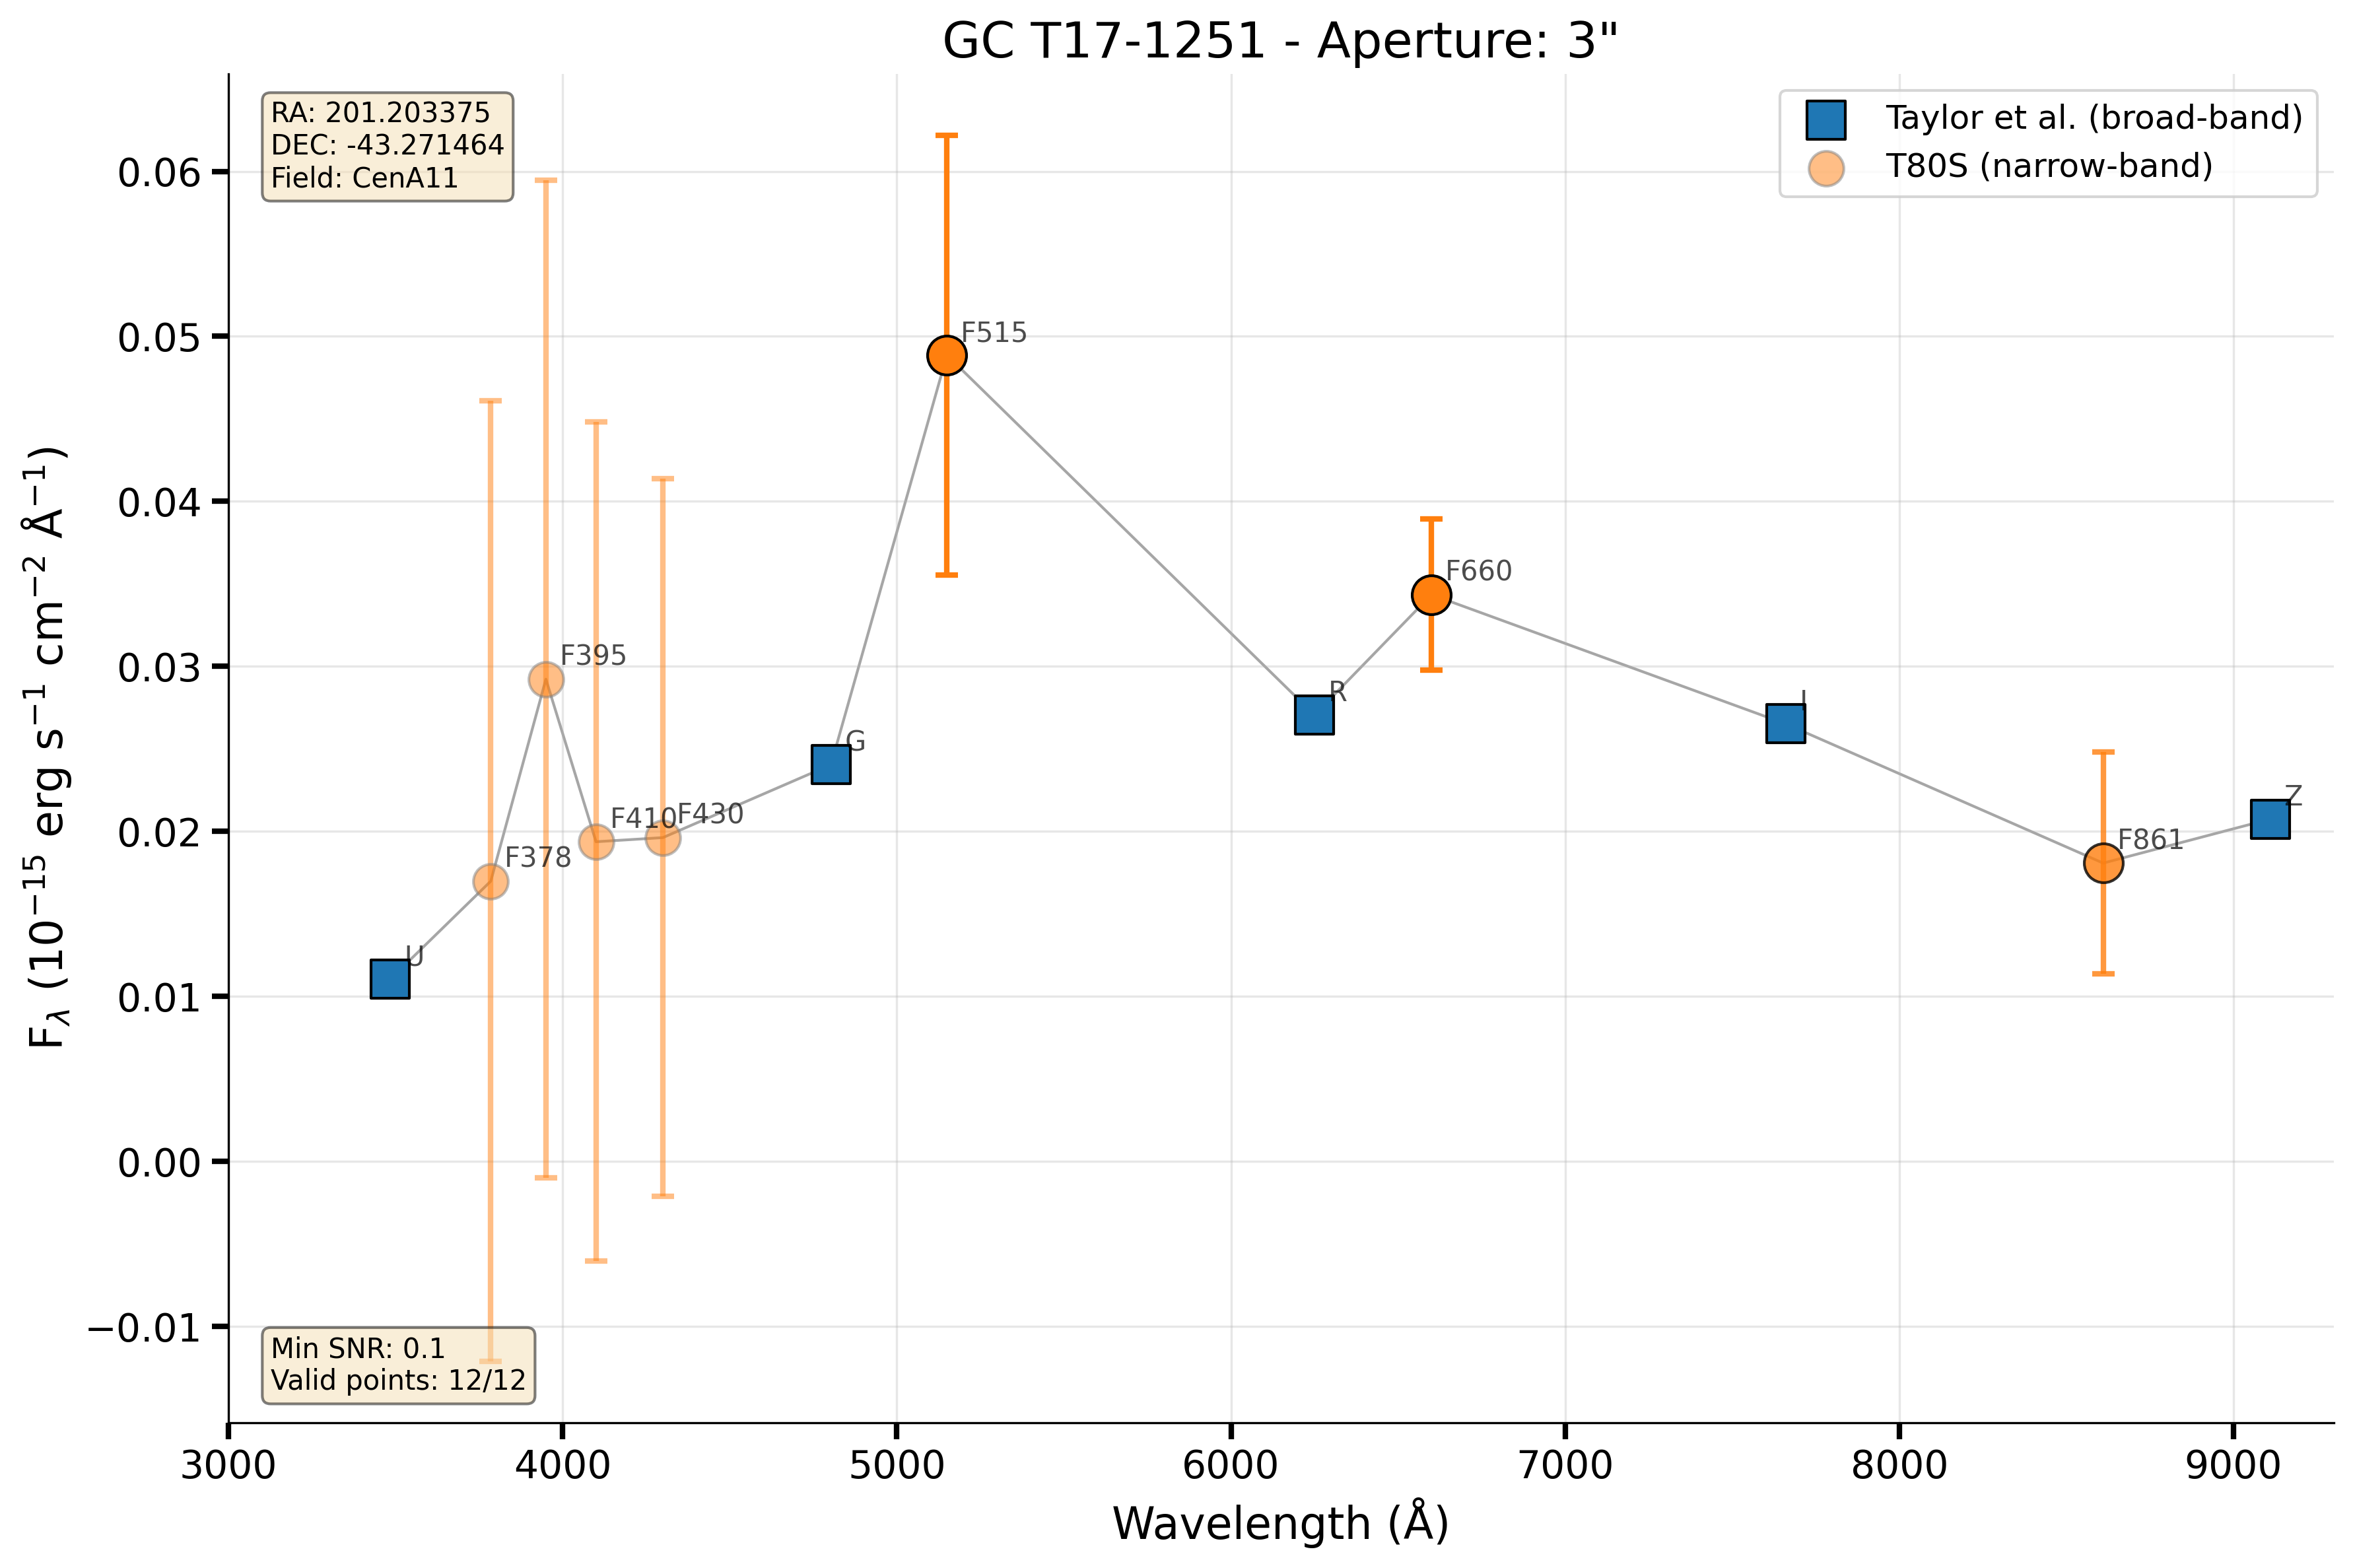 GC T17-1251 - Aperture: 3"
RA: 201.203375
DEC: -43.271464
Field: CenA11
Taylor et al. (broad-band)
T80S (narrow-band)
0.06
0.05
0.04
0.03
0.02
0.01
0.00
−0.01
F_λ (10⁻¹⁵ erg s⁻¹ cm⁻² Å⁻¹)
U
F378
F395
F410
F430
G
F515
R
F660
I
F861
Z
Min SNR: 0.1
Valid points: 12/12
3000 4000 5000 6000 7000 8000 9000
Wavelength (Å)